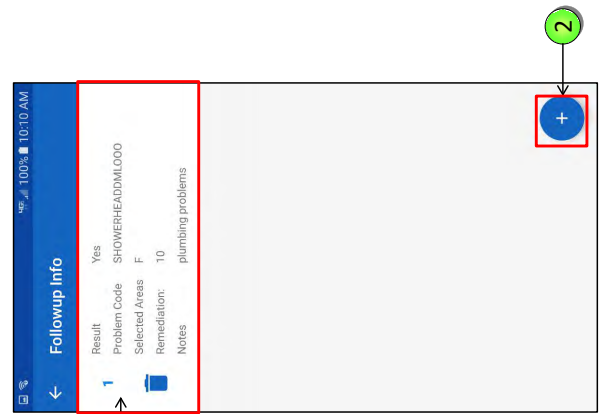 4GE 100% 10:10 AM
Followup Info
1
Result Yes
Problem Code SHOWERHEADDMLOOO
Selected Areas F
Remediation: 10
Notes plumbing problems
+
2